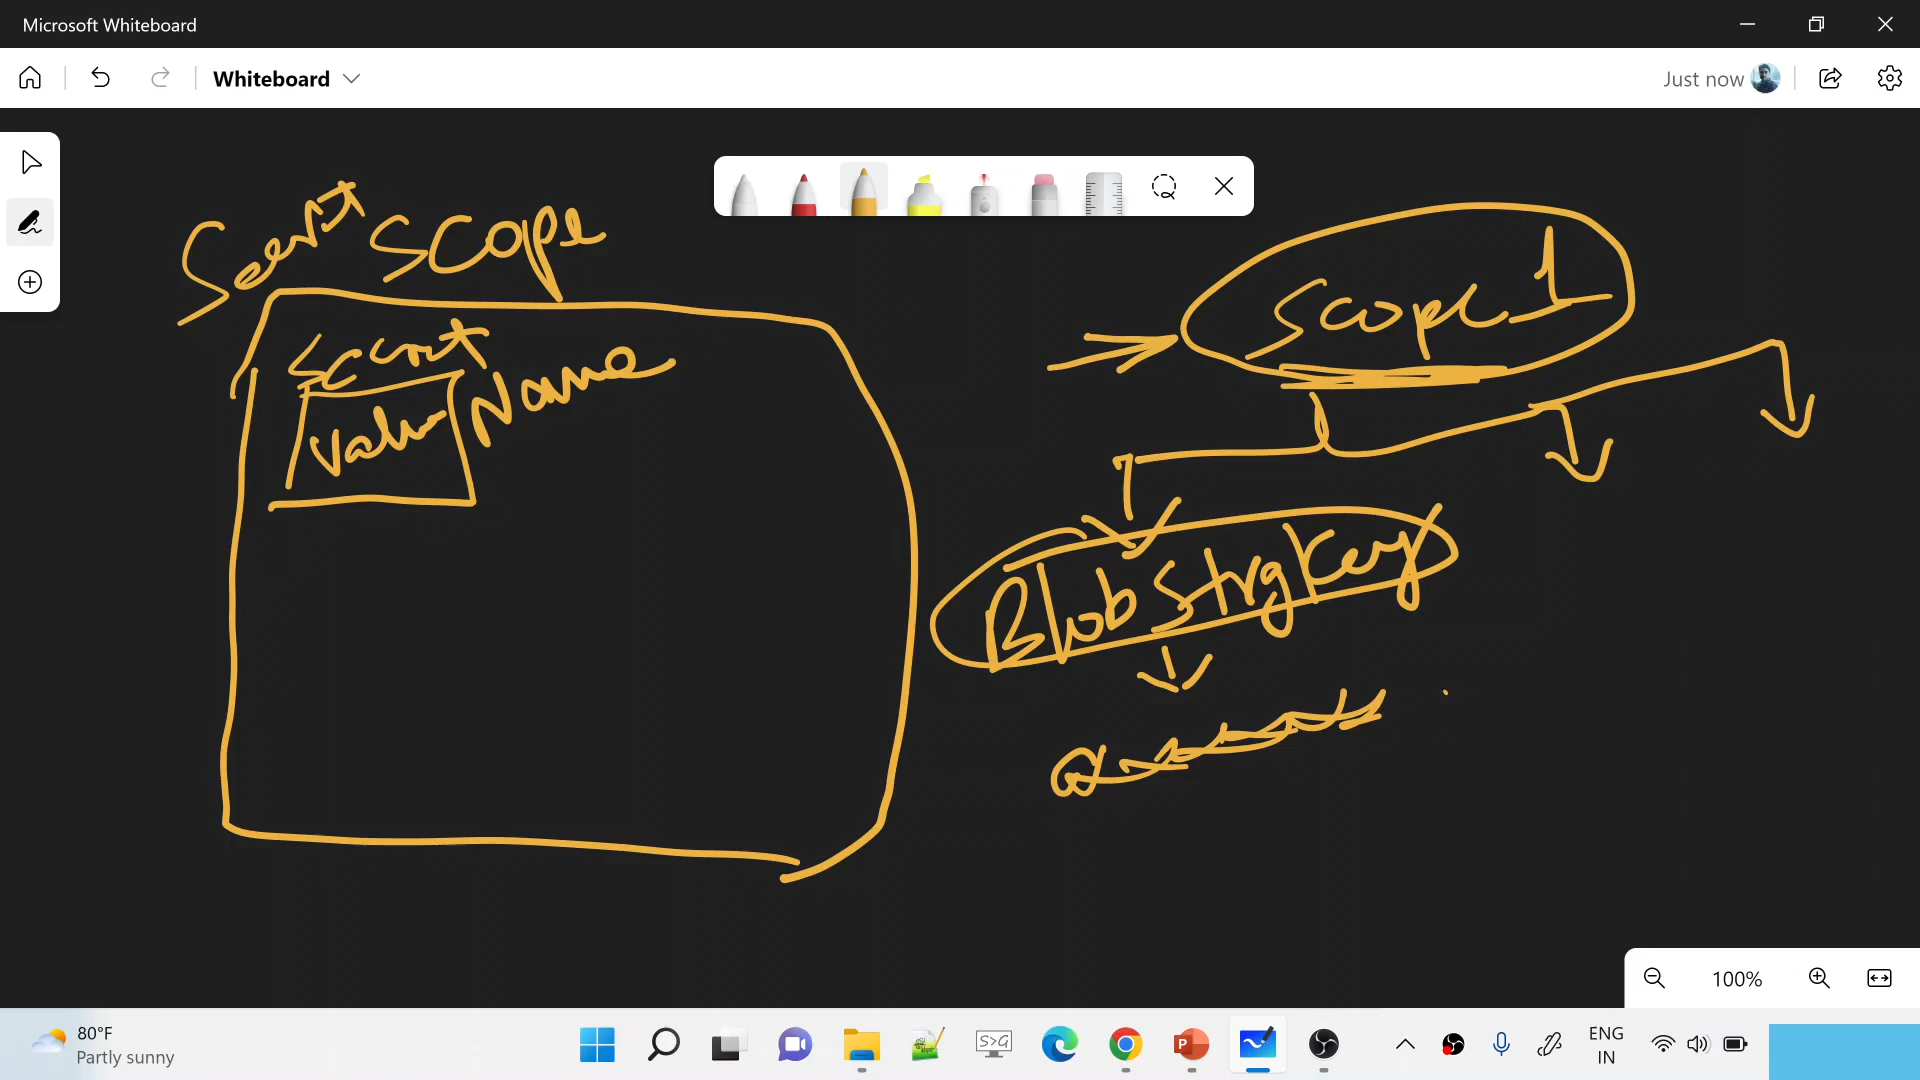 Microsoft Whiteboard
Whiteboard
Just now
Secret Scope
Secret
Name
Value
Scope 1
Blob Strg Key
100%
80°F
Partly sunny
S>G
P
ENG
IN